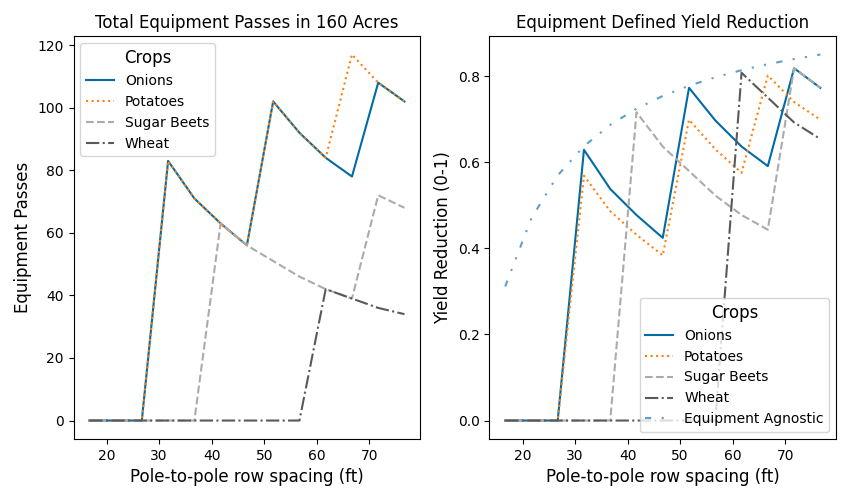 Total Equipment Passes in 160 Acres
Equipment Passes
120
100
80
60
40
20
0
Crops
Onions
Potatoes
Sugar Beets
Wheat
20 30 40 50 60 70
Pole-to-pole row spacing (ft)
Equipment Defined Yield Reduction
Yield Reduction (0-1)
0.8
0.6
0.4
0.2
0.0
Crops
Onions
Potatoes
Sugar Beets
Wheat
Equipment Agnostic
20 30 40 50 60 70
Pole-to-pole row spacing (ft)